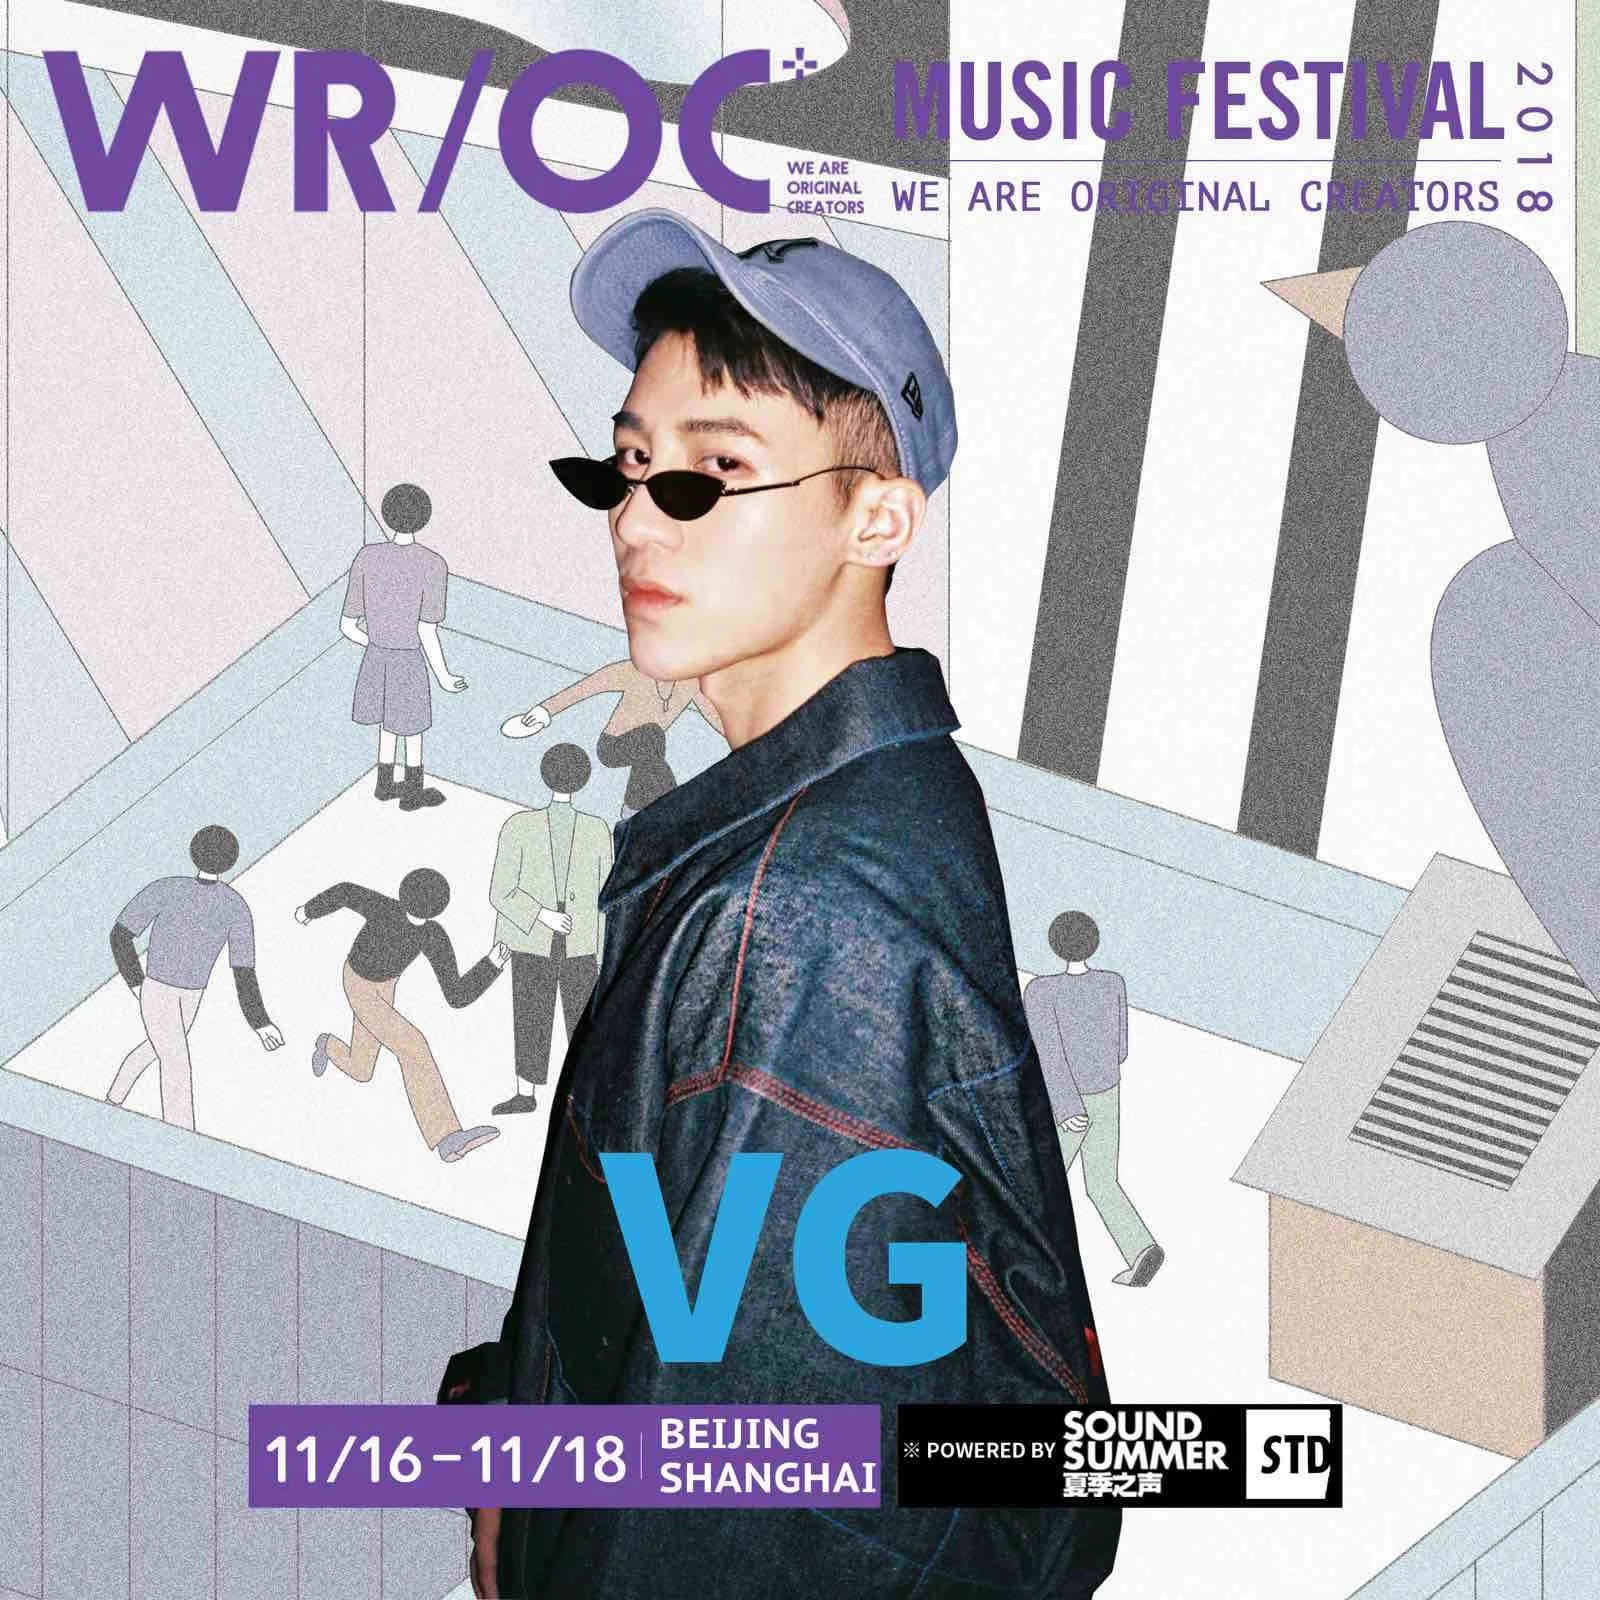 WR/OC+
WE ARE
ORIGINAL
CREATORS
MUSIC FESTIVAL
WE ARE ORIGINAL CREATORS
2018
VG
11/16-11/18
BEIJING
SHANGHAI
※ POWERED BY
SOUND
SUMMER
夏季之声
STD